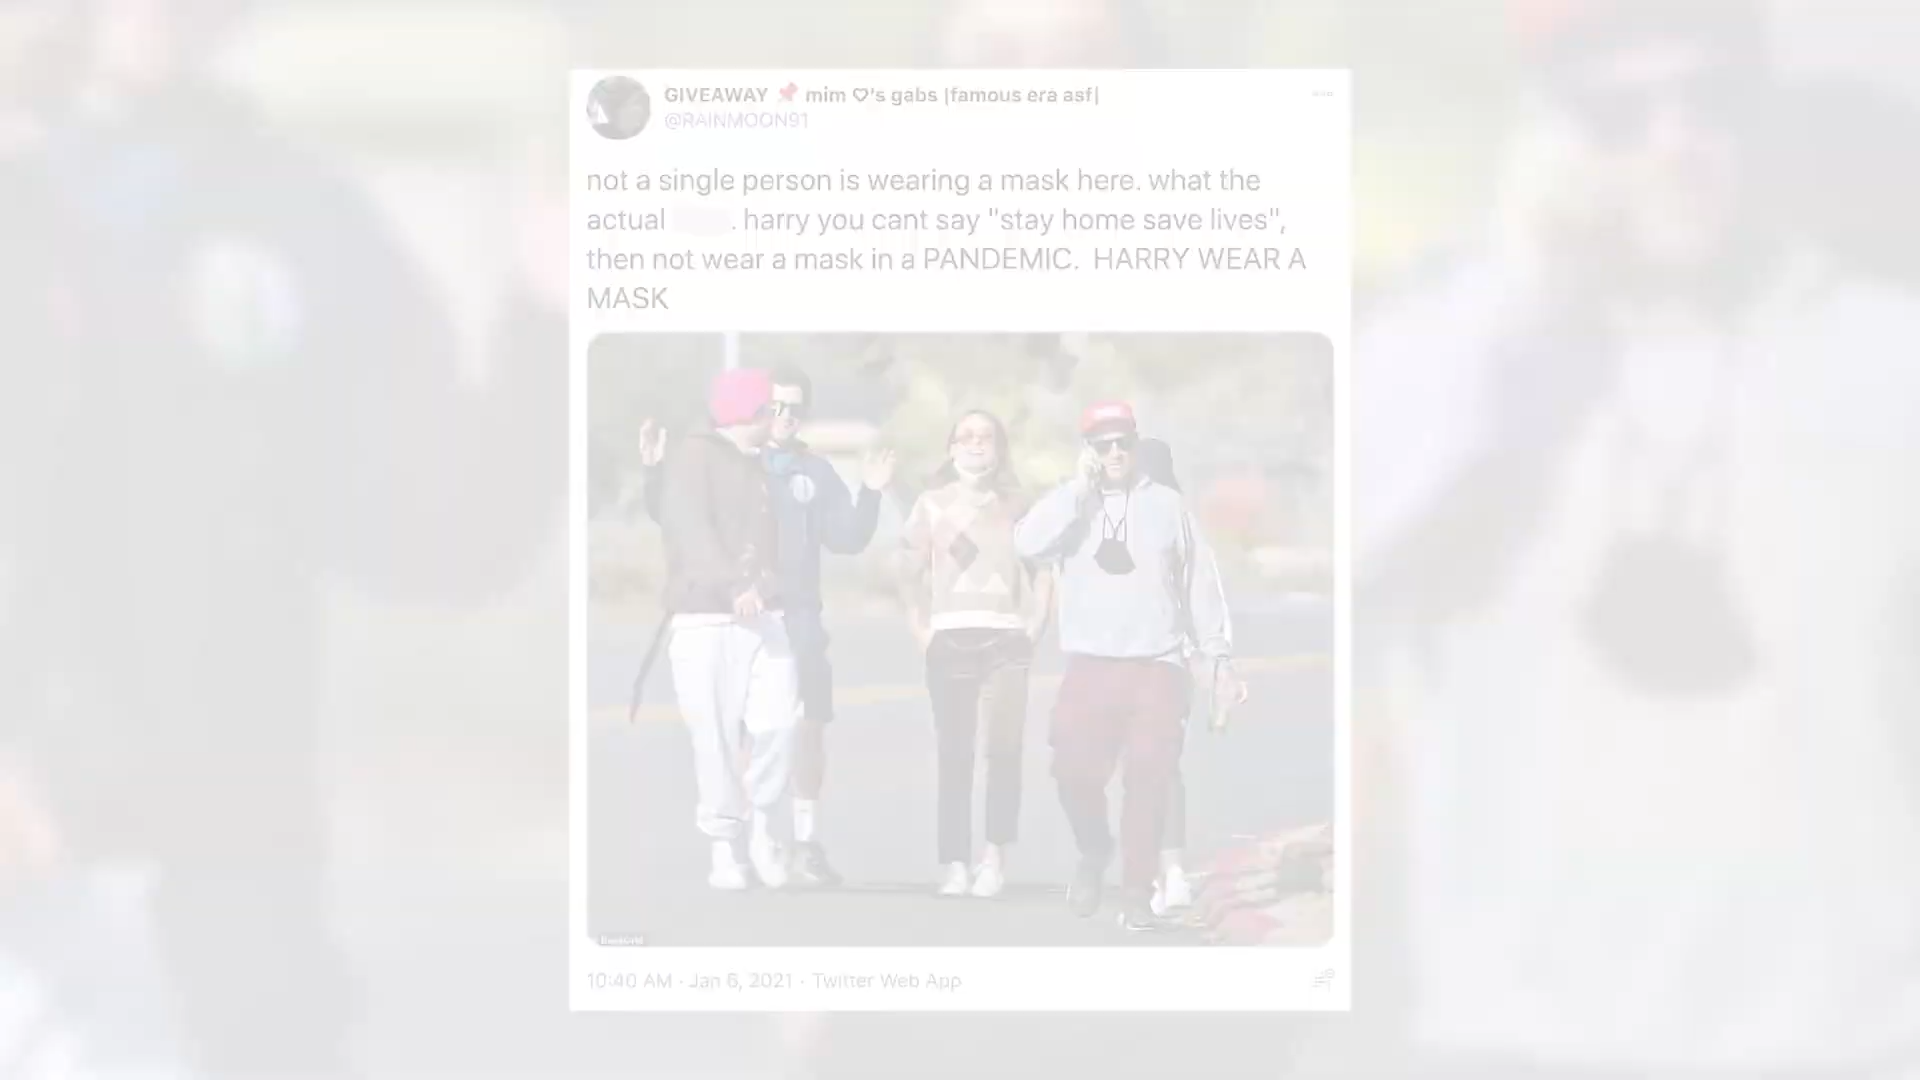 GIVEAWAY 📌 mim ♡'s gabs |famous era asf|
@RAINMOON91
not a single person is wearing a mask here. what the
actual . harry you cant say "stay home save lives",
then not wear a mask in a PANDEMIC. HARRY WEAR A
MASK
10:40 AM · Jan 6, 2021 · Twitter Web App